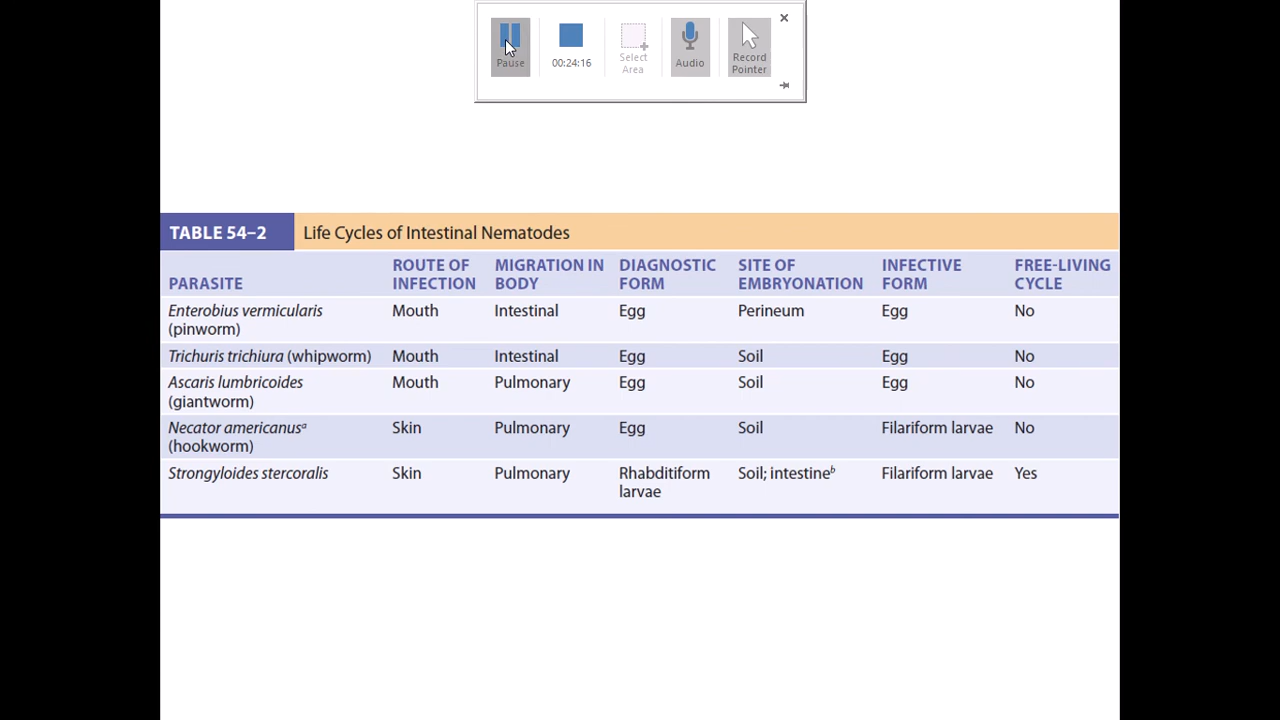 Pause
00:24:16
Select
Area
Audio
Record
Pointer
TABLE 54–2 Life Cycles of Intestinal Nematodes
PARASITE ROUTE OF INFECTION MIGRATION IN BODY DIAGNOSTIC FORM SITE OF EMBRYONATION INFECTIVE FORM FREE-LIVING CYCLE
Enterobius vermicularis (pinworm) Mouth Intestinal Egg Perineum Egg No
Trichuris trichiura (whipworm) Mouth Intestinal Egg Soil Egg No
Ascaris lumbricoides (giantworm) Mouth Pulmonary Egg Soil Egg No
Necator americanusᵃ (hookworm) Skin Pulmonary Egg Soil Filariform larvae No
Strongyloides stercoralis Skin Pulmonary Rhabditiform larvae Soil; intestineᵇ Filariform larvae Yes